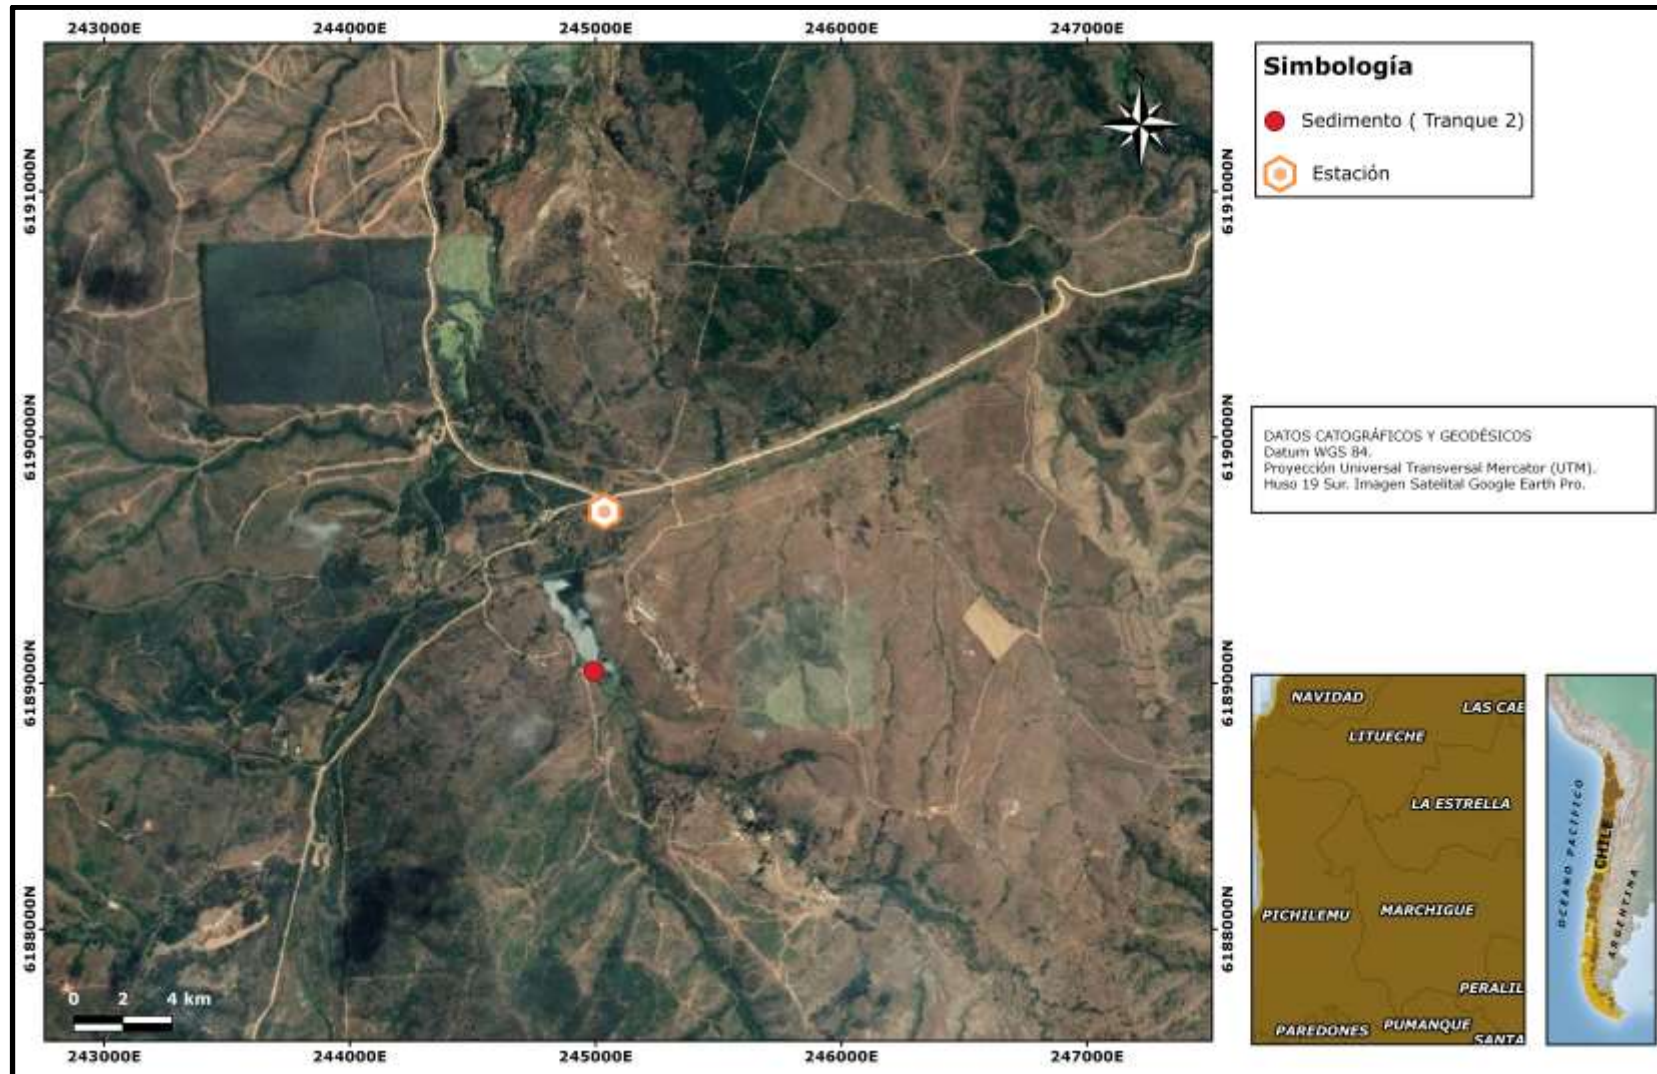 243000E 244000E 245000E 246000E 247000E
6191000N
6190000N
6189000N
6188000N
N
0 2 4 km
243000E 244000E 245000E 246000E 247000E
6191000N
6190000N
6189000N
6188000N
Simbología
Sedimento ( Tranque 2)
Estación
DATOS CATOGRÁFICOS Y GEODÉSICOS
Datum WGS 84.
Proyección Universal Transversal Mercator (UTM).
Huso 19 Sur. Imagen Satelital Google Earth Pro.
NAVIDAD
LAS CAB
LITUECHE
LA ESTRELLA
PICHILEMU MARCHIGUE
PERALIL
PAREDONES PUMANQUE
SANTA
OCEANO PACIFICO
CHILE
ARGENTINA